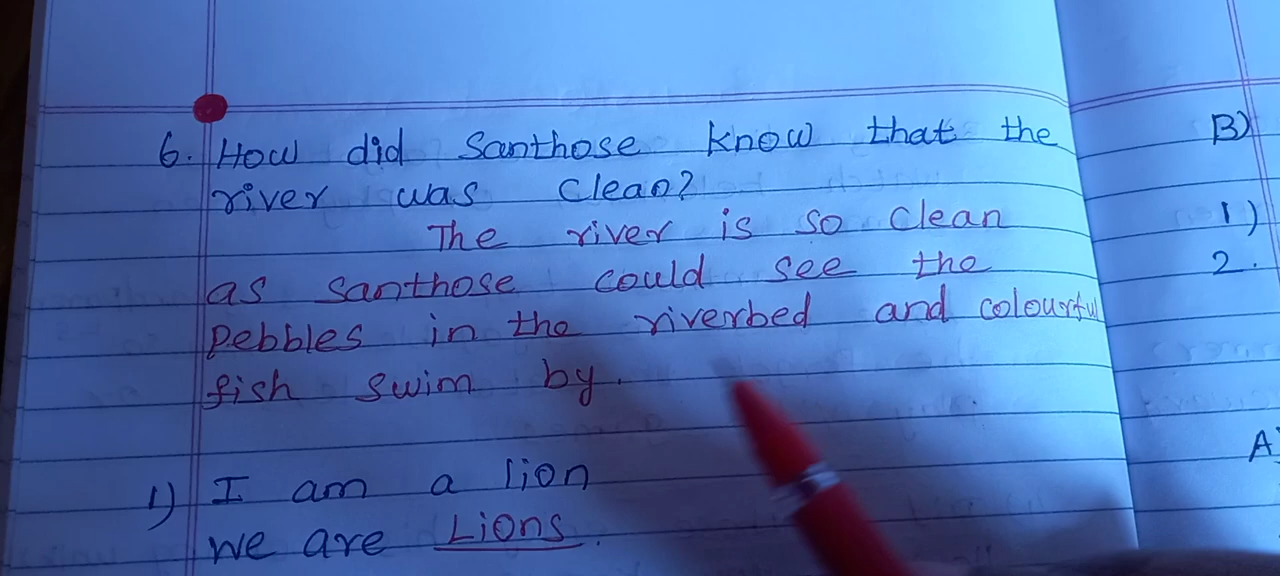 6. How did Santhose know that the
river was clean?
The river is so clean
as santhose could see the
pebbles in the riverbed and colourful
fish swim by.
1) I am a lion
We are Lions.
B)
1)
2.
A)